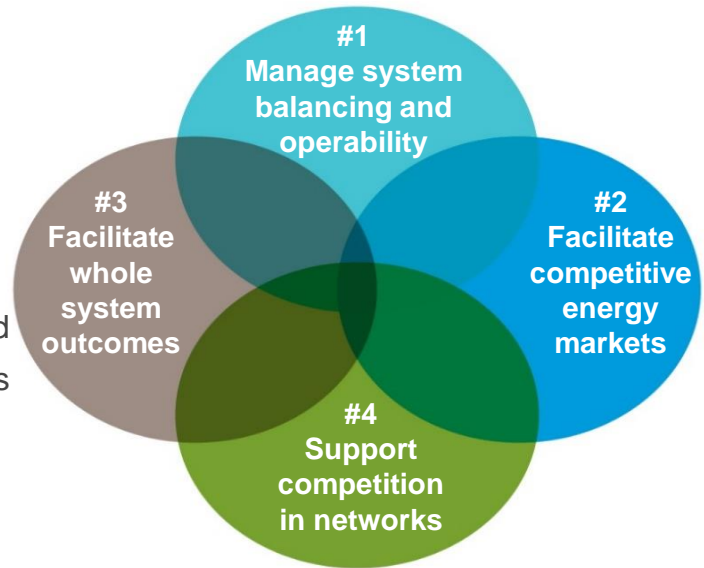 #1
Manage system
balancing and
operability
#3
Facilitate
whole
system
outcomes
#2
Facilitate
competitive
energy
markets
d
s
#4
Support
competition
in networks